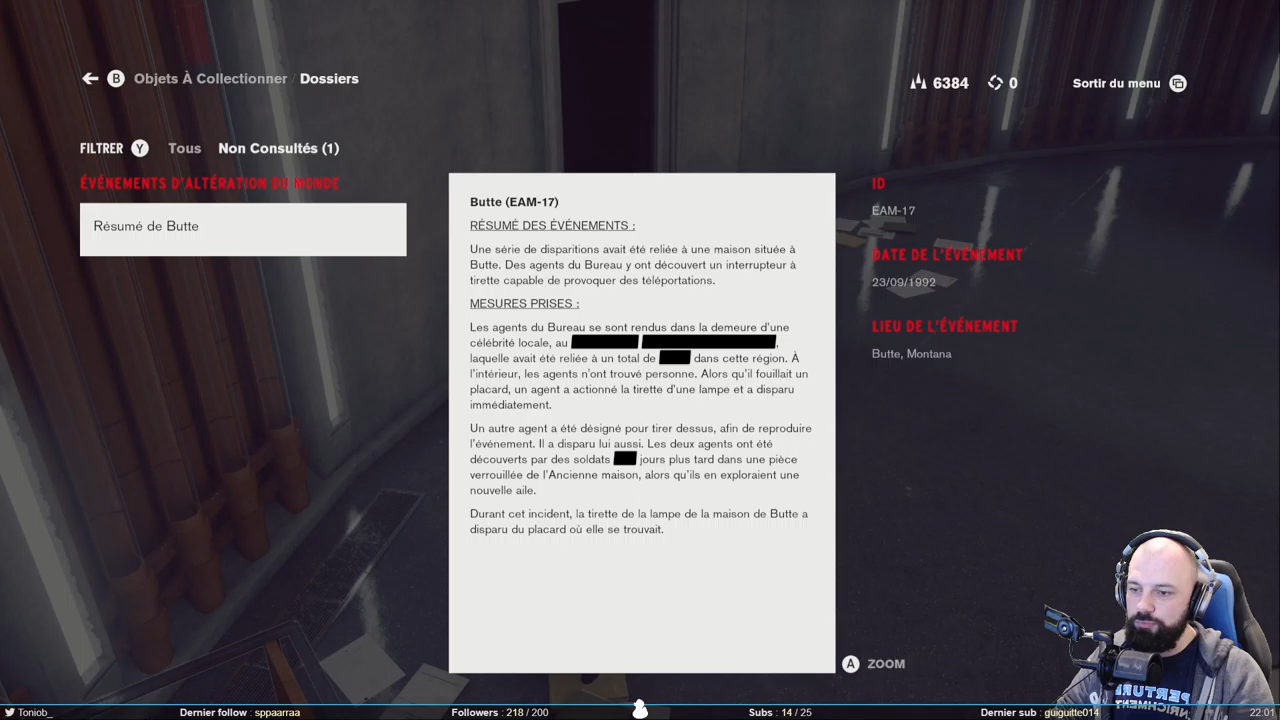 B Objets À Collectionner / Dossiers
6384
0
Sortir du menu
FILTRER Y Tous Non Consultés (1)
ÉVÉNEMENTS D'ALTÉRATION DU MONDE
Résumé de Butte
Butte (EAM-17)
RÉSUMÉ DES ÉVÉNEMENTS :
Une série de disparitions avait été reliée à une maison située à
Butte. Des agents du Bureau y ont découvert un interrupteur à
tirette capable de provoquer des téléportations.
MESURES PRISES :
Les agents du Bureau se sont rendus dans la demeure d'une
célébrité locale, au
,
laquelle avait été reliée à un total de dans cette région. À
l'intérieur, les agents n'ont trouvé personne. Alors qu'il fouillait un
placard, un agent a actionné la tirette d'une lampe et a disparu
immédiatement.
Un autre agent a été désigné pour tirer dessus, afin de reproduire
l'événement. Il a disparu lui aussi. Les deux agents ont été
découverts par des soldats jours plus tard dans une pièce
verrouillée de l'Ancienne maison, alors qu'ils en exploraient une
nouvelle aile.
Durant cet incident, la tirette de la lampe de la maison de Butte a
disparu du placard où elle se trouvait.
ID
EAM-17
DATE DE L'ÉVÉNEMENT
23/09/1992
LIEU DE L'ÉVÉNEMENT
Butte, Montana
A ZOOM
Toniob_
Dernier follow : sppaarraa
Followers : 218 / 200
Subs : 14 / 25
Dernier sub : guiguitte014
22:01